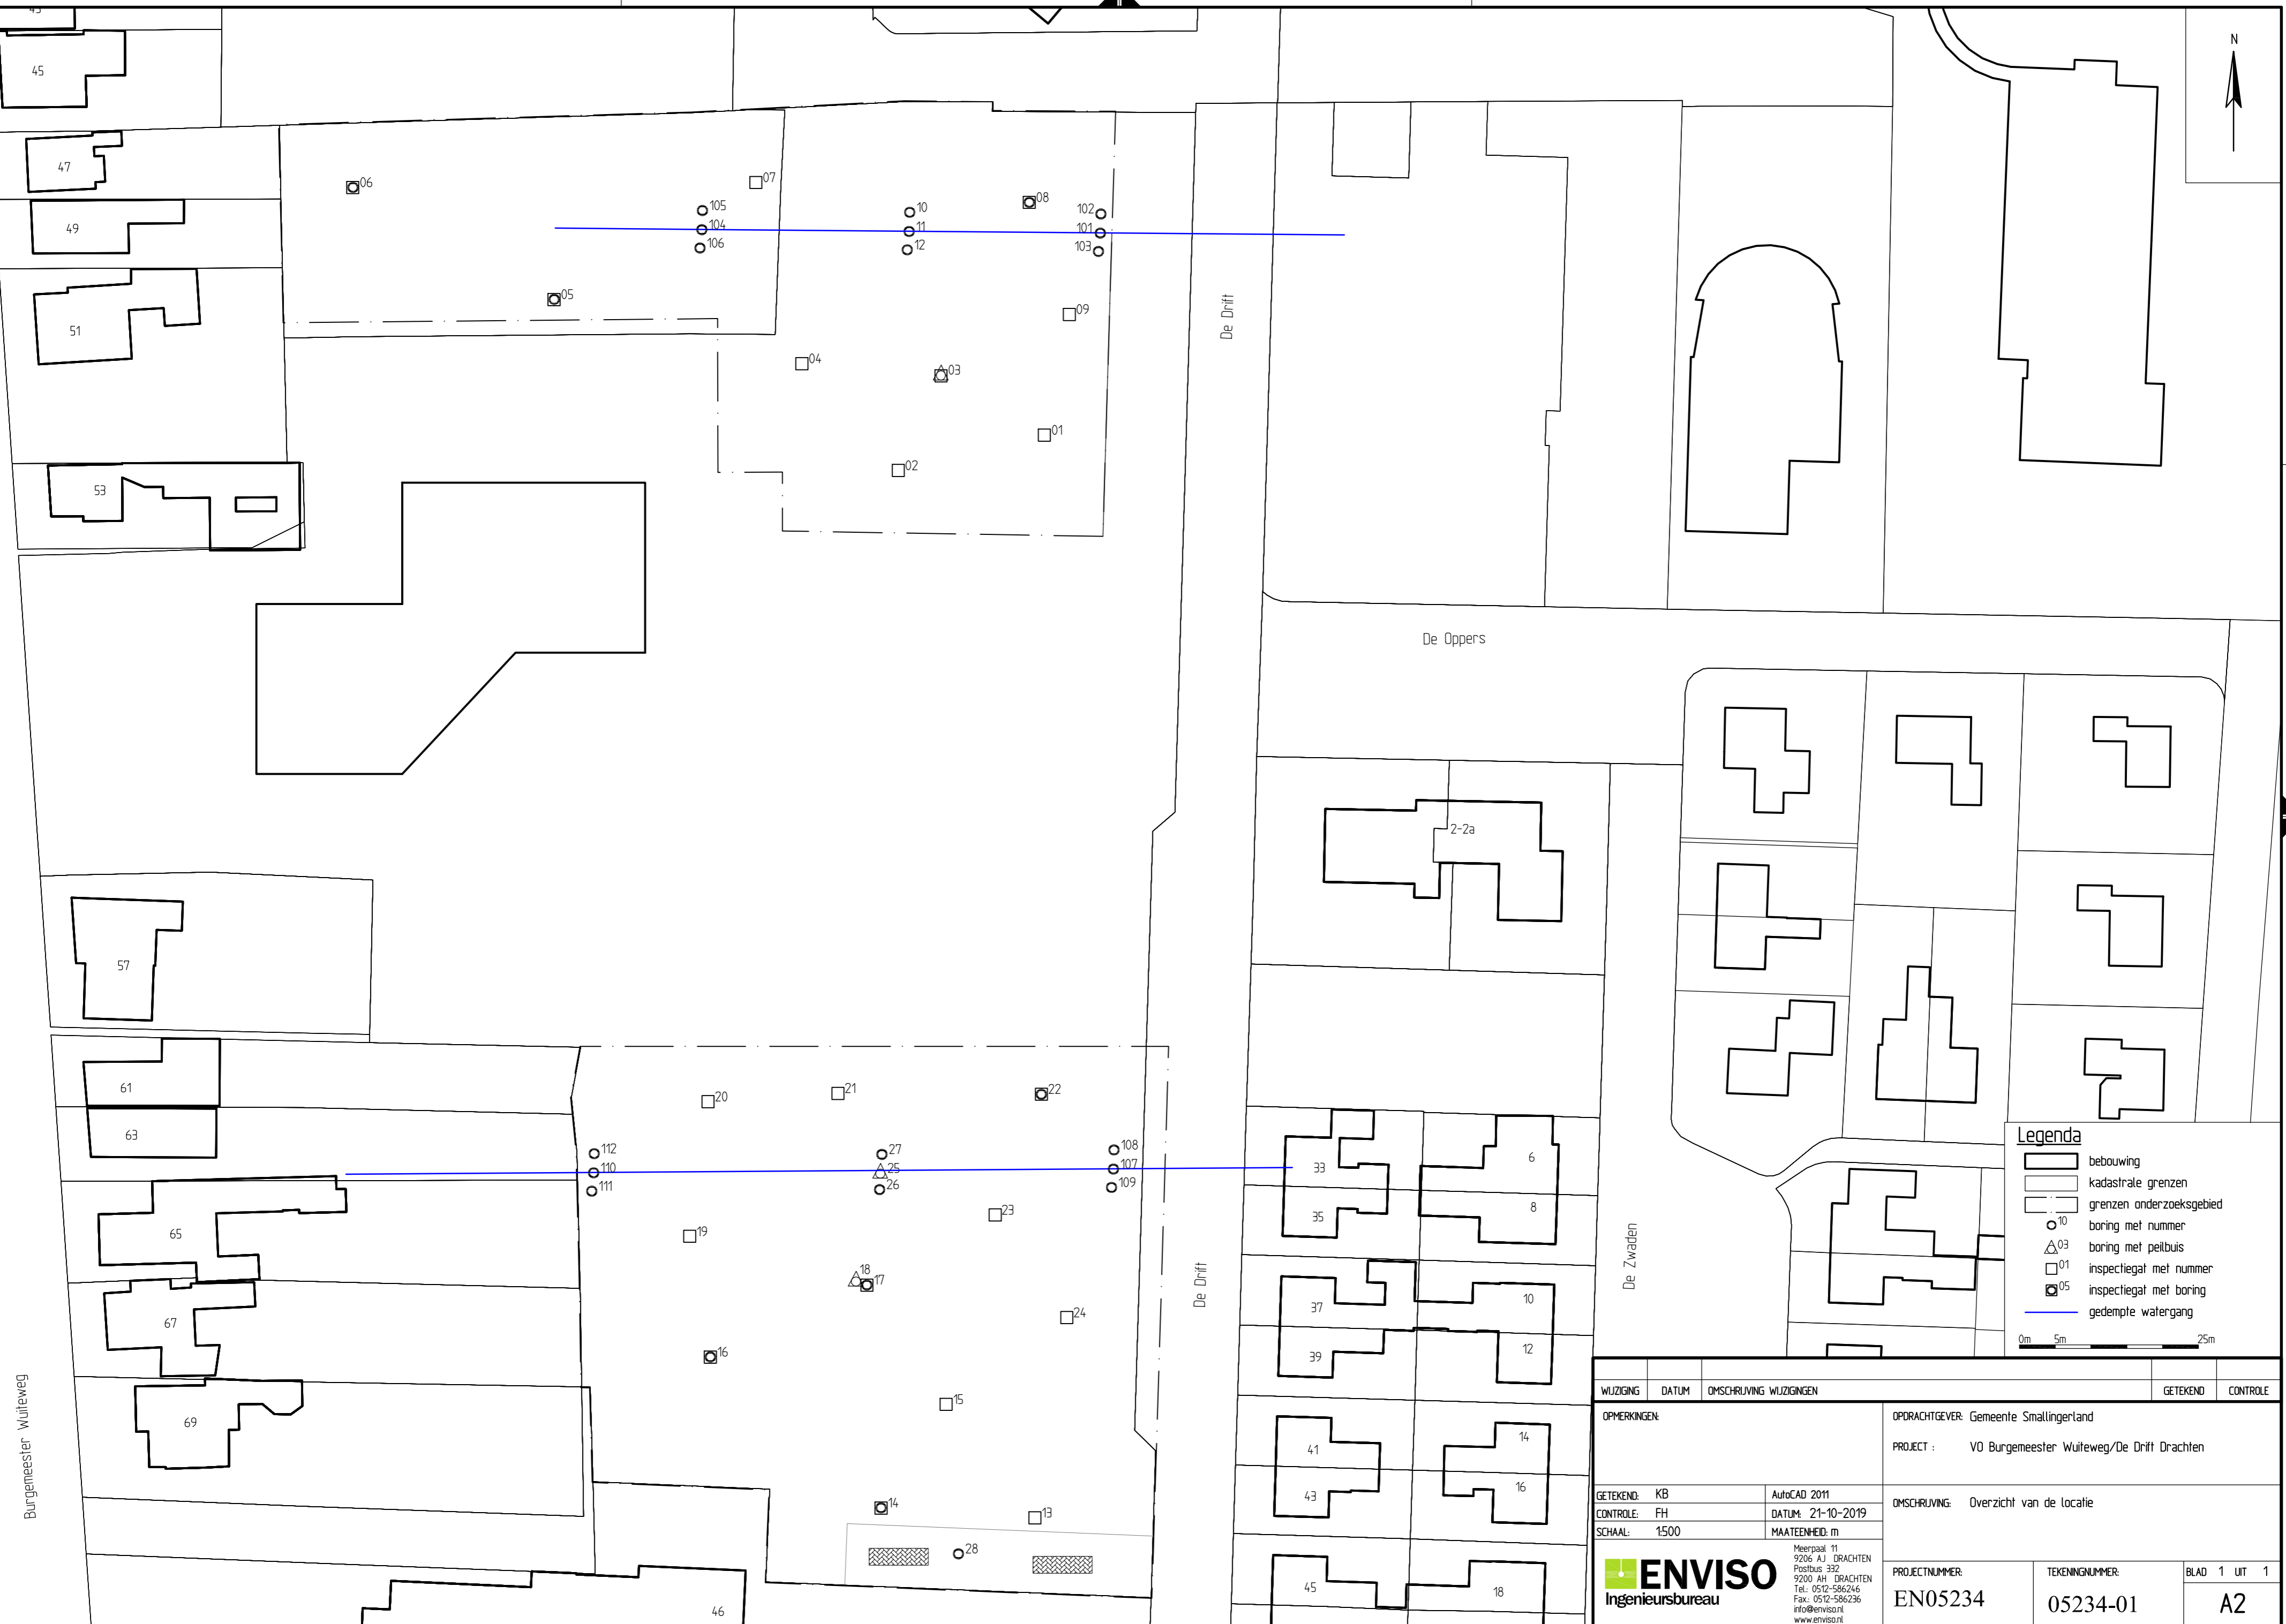 43
45
N
47
06
07
105
10
08
102
49
104
11
101
106
12
103
05
51
De Drift
09
04
03
01
02
53
De Oppers
2-2a
57
61
20
21
22
63
112
27
108
110
25
107
111
26
109
33
6
35
8
65
19
23
18
17
De Drift
De Zwaden
67
24
37
10
39
12
16
69
15
41
14
43
16
14
13
28
45
18
46
Burgemeester Wuiteweg
Legenda
bebouwing
kadastrale grenzen
grenzen onderzoeksgebied
10 boring met nummer
03 boring met peilbuis
01 inspectiegat met nummer
05 inspectiegat met boring
gedempte watergang
0m 5m 25m
WIJZIGING DATUM OMSCHRIJVING WIJZIGINGEN GETEKEND CONTROLE
OPMERKINGEN:
OPDRACHTGEVER: Gemeente Smallingerland
PROJECT : VO Burgemeester Wuiteweg/De Drift Drachten
GETEKEND: KB AutoCAD 2011
CONTROLE: FH DATUM: 21-10-2019
SCHAAL: 1:500 MAATEENHEID: m
OMSCHRIJVING: Overzicht van de locatie
ENVISO
Ingenieursbureau
Meerpaal 11
9206 AJ DRACHTEN
Postbus 332
9200 AH DRACHTEN
Tel.: 0512-586246
Fax.: 0512-586236
info@enviso.nl
www.enviso.nl
PROJECTNUMMER:
EN05234
TEKENINGNUMMER:
05234-01
BLAD 1 UIT 1
A2